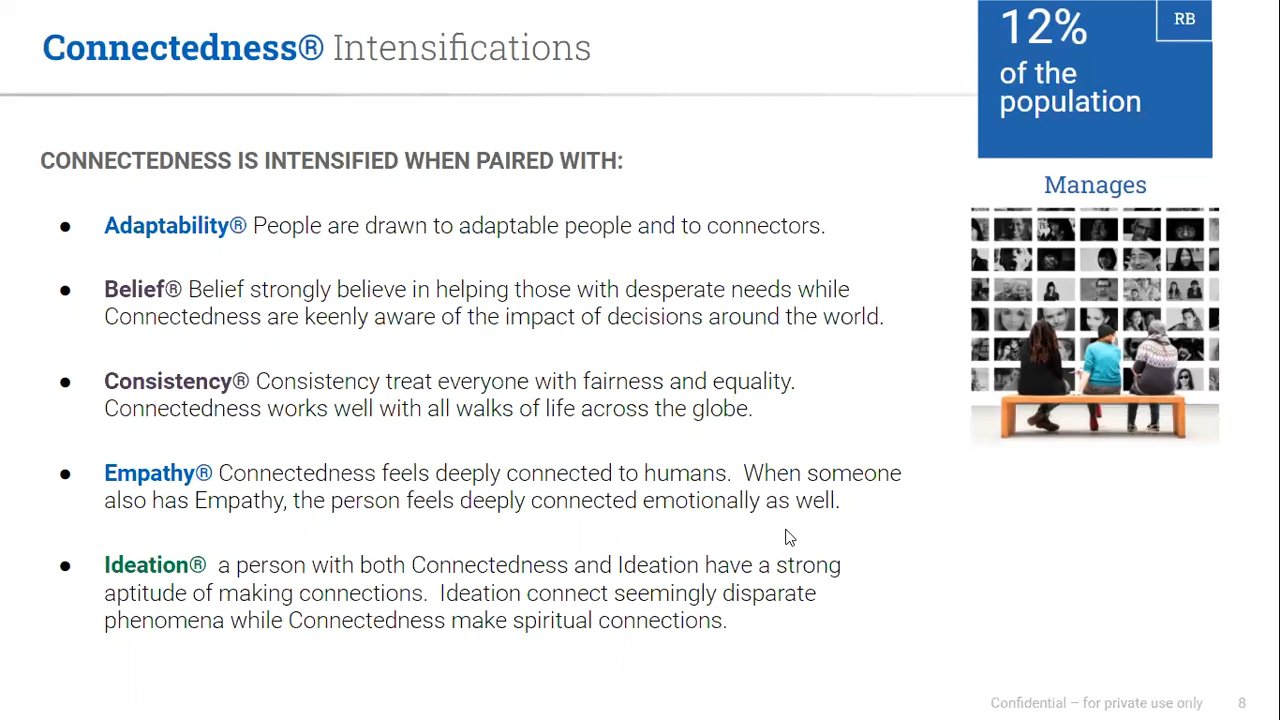 Connectedness® Intensifications
12%
of the
population
RB
CONNECTEDNESS IS INTENSIFIED WHEN PAIRED WITH:
Manages
● Adaptability® People are drawn to adaptable people and to connectors.
● Belief® Belief strongly believe in helping those with desperate needs while
Connectedness are keenly aware of the impact of decisions around the world.
● Consistency® Consistency treat everyone with fairness and equality.
Connectedness works well with all walks of life across the globe.
● Empathy® Connectedness feels deeply connected to humans.  When someone
also has Empathy, the person feels deeply connected emotionally as well.
● Ideation®  a person with both Connectedness and Ideation have a strong
aptitude of making connections.  Ideation connect seemingly disparate
phenomena while Connectedness make spiritual connections.
Confidential – for private use only
8